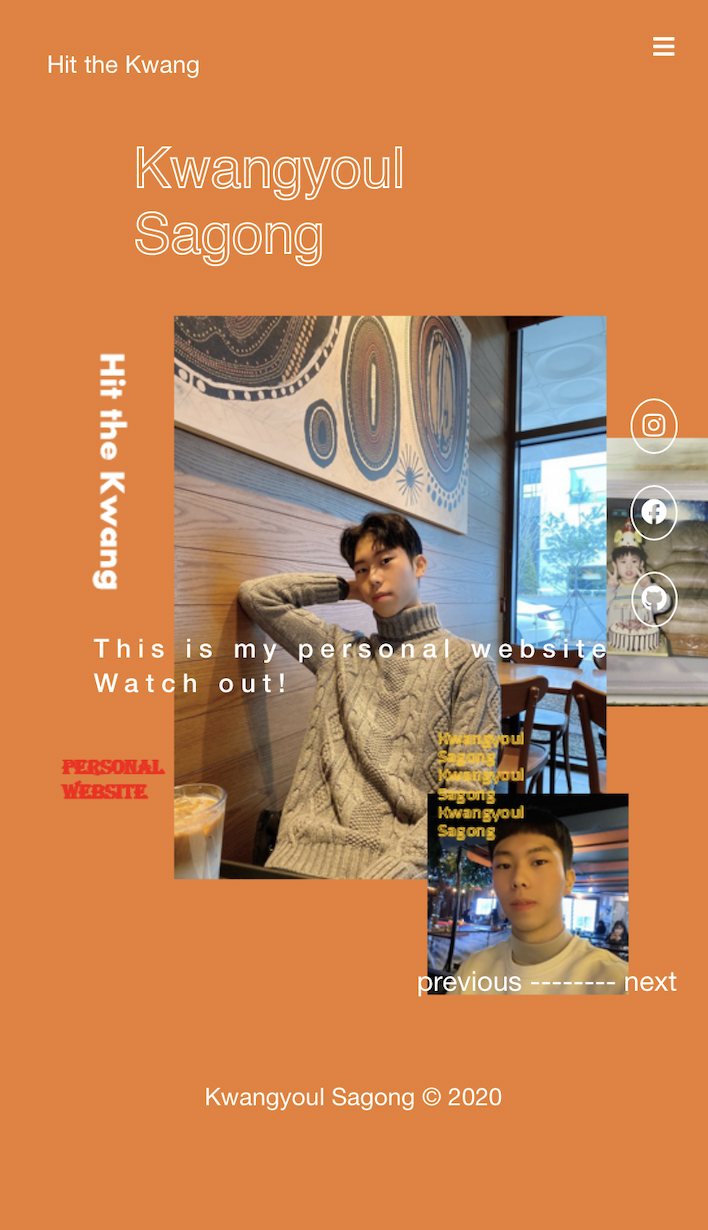 Hit the Kwang
Kwangyoul
Sagong
Hit the Kwang
This is my personal website
Watch out!
PERSONAL
WEBSITE
Kwangyoul
Sagong
Kwangyoul
Sagong
Kwangyoul
Sagong
previous -------- next
Kwangyoul Sagong © 2020